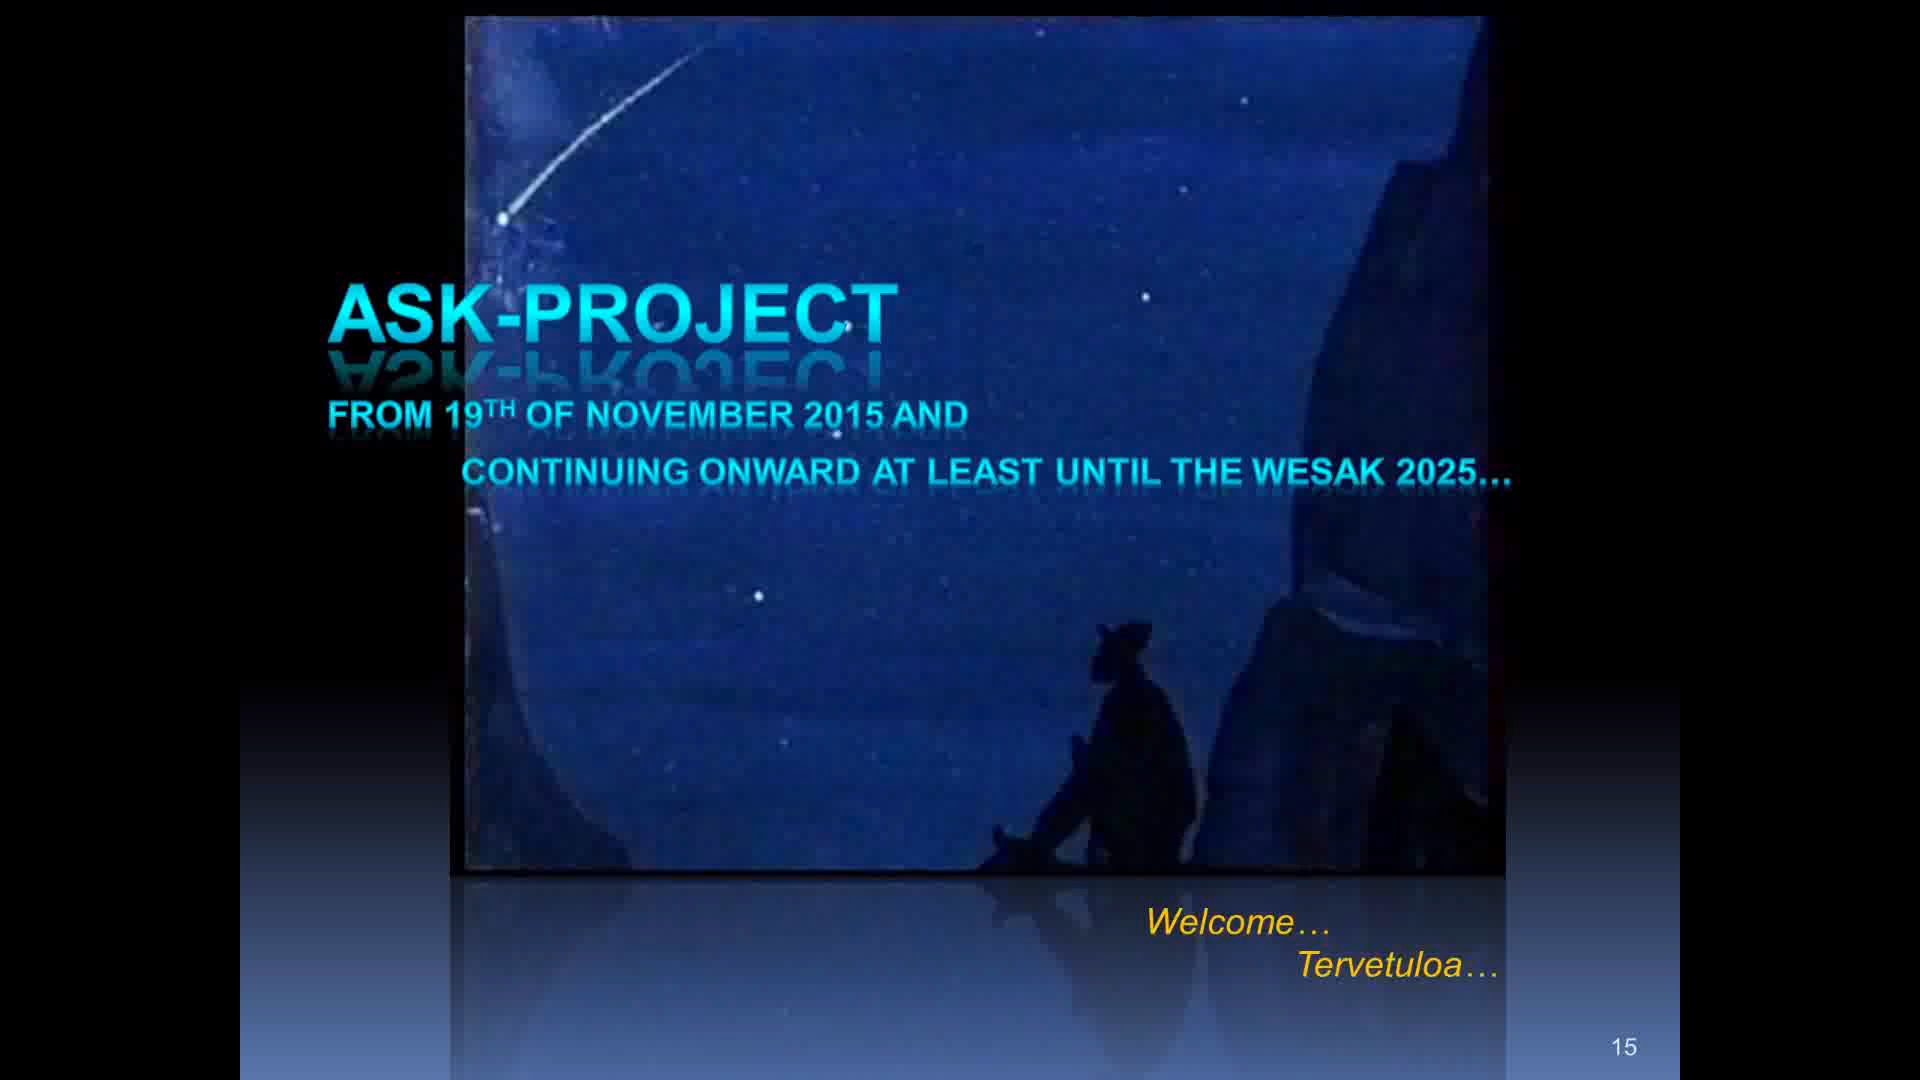 ASK-PROJECT
FROM 19TH OF NOVEMBER 2015 AND
CONTINUING ONWARD AT LEAST UNTIL THE WESAK 2025…
Welcome…
Tervetuloa…
15